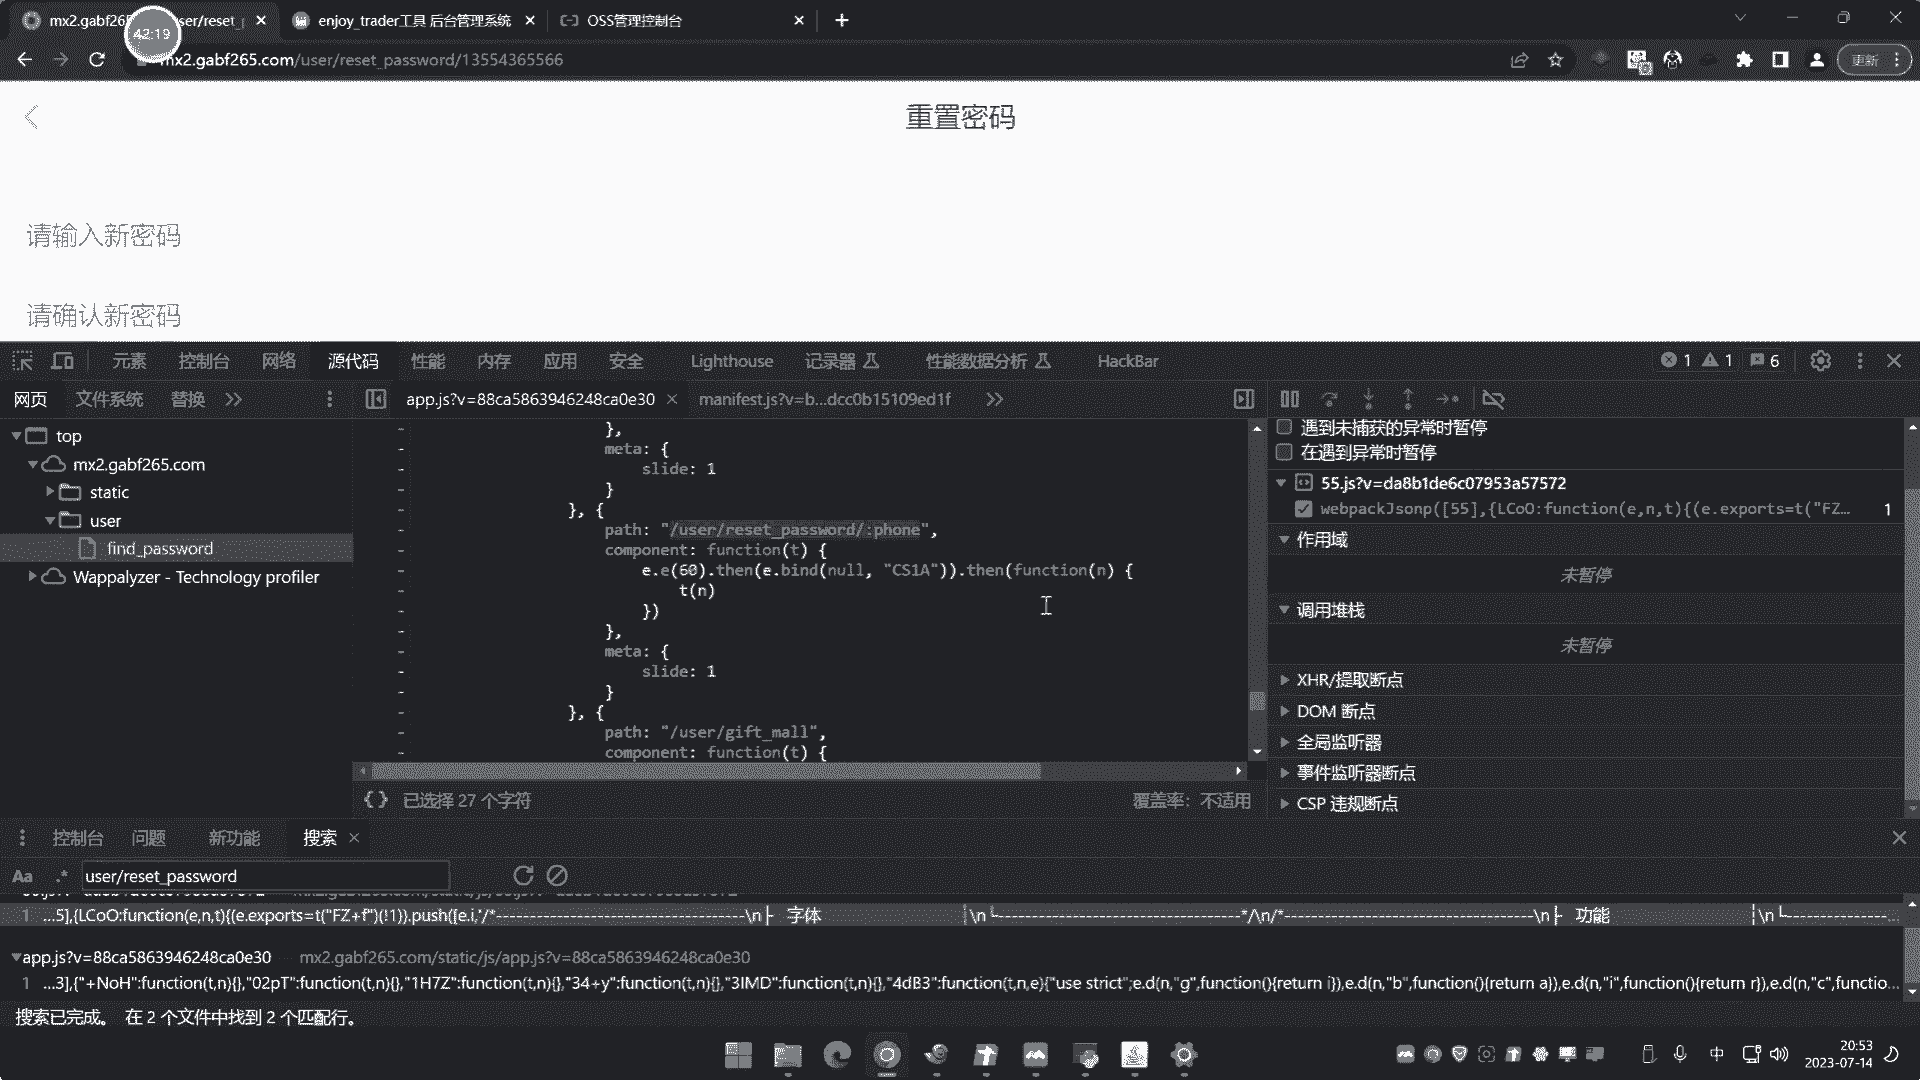 mx2.gabf265.com/user/reset_p
enjoy_trader工具 后台管理系统
OSS管理控制台
42:19
mx2.gabf265.com/user/reset_password/13554365566
更新
重置密码
请输入新密码
请确认新密码
元素 控制台 网络 源代码 性能 内存 应用 安全 Lighthouse 记录器 性能数据分析 HackBar 1 1 6
网页 文件系统 替换
app.js?v=88ca5863946248ca0e30 manifest.js?v=b...dcc0b15109ed1f
top
mx2.gabf265.com
static
user
find_password
Wappalyzer - Technology profiler
},
meta: {
slide: 1
}
}, {
path: "/user/reset_password/:phone",
component: function(t) {
e.e(60).then(e.bind(null, "CS1A")).then(function(n) {
t(n)
})
},
meta: {
slide: 1
}
}, {
path: "/user/gift_mall",
component: function(t) {
{} 已选择 27 个字符
覆盖率: 不适用
遇到未捕获的异常时暂停
在遇到异常时暂停
55.js?v=da8b1de6c07953a57572
webpackJsonp([55],{LCoO:function(e,n,t){(e.exports=t("FZ… 1
作用域
未暂停
调用堆栈
未暂停
XHR/提取断点
DOM 断点
全局监听器
事件监听器断点
CSP 违规断点
控制台 问题 新功能 搜索
Aa .* user/reset_password
1 ...5],{LCoO:function(e,n,t){(e.exports=t("FZ+f")(!1)).push([e.i,"/*-----------------------------------\n├ 字体 ┆\n└-----------------------------------*/\n/*-----------------------------------\n├ 功能 ┆\n└---------------...
app.js?v=88ca5863946248ca0e30 mx2.gabf265.com/static/js/app.js?v=88ca5863946248ca0e30
1 ...3],{"+NoH":function(t,n){},"02pT":function(t,n){},"1H7Z":function(t,n){},"34+y":function(t,n){},"3IMD":function(t,n){},"4dB3":function(t,n,e){"use strict";e.d(n,"g",function(){return i}),e.d(n,"b",function(){return a}),e.d(n,"i",function(){return r}),e.d(n,"c",functio...
搜索已完成。 在 2 个文件中找到 2 个匹配行。
中
20:53
2023-07-14